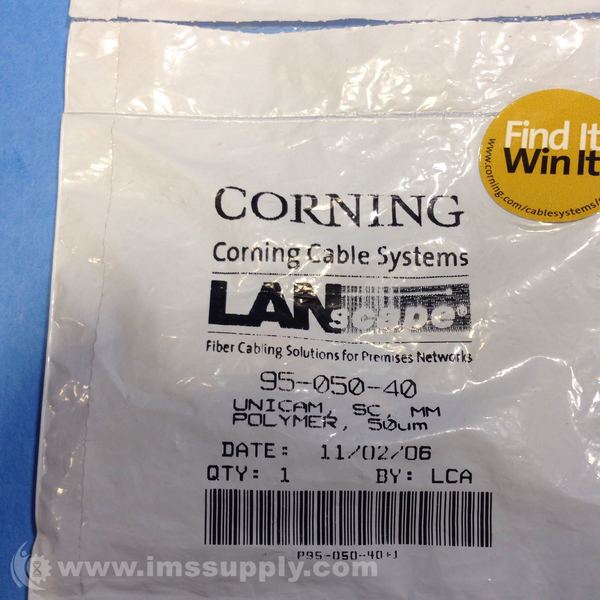 Find It
Win It
www.corning.com/cablesystems/
CORNING
Corning Cable Systems
LANscape®
Fiber Cabling Solutions for Premises Networks
95-050-40
UNICAM, SC, MM
POLYMER, 50um
DATE: 11/02/06
QTY: 1 BY: LCA
P95-050-40+1
www.imssupply.com